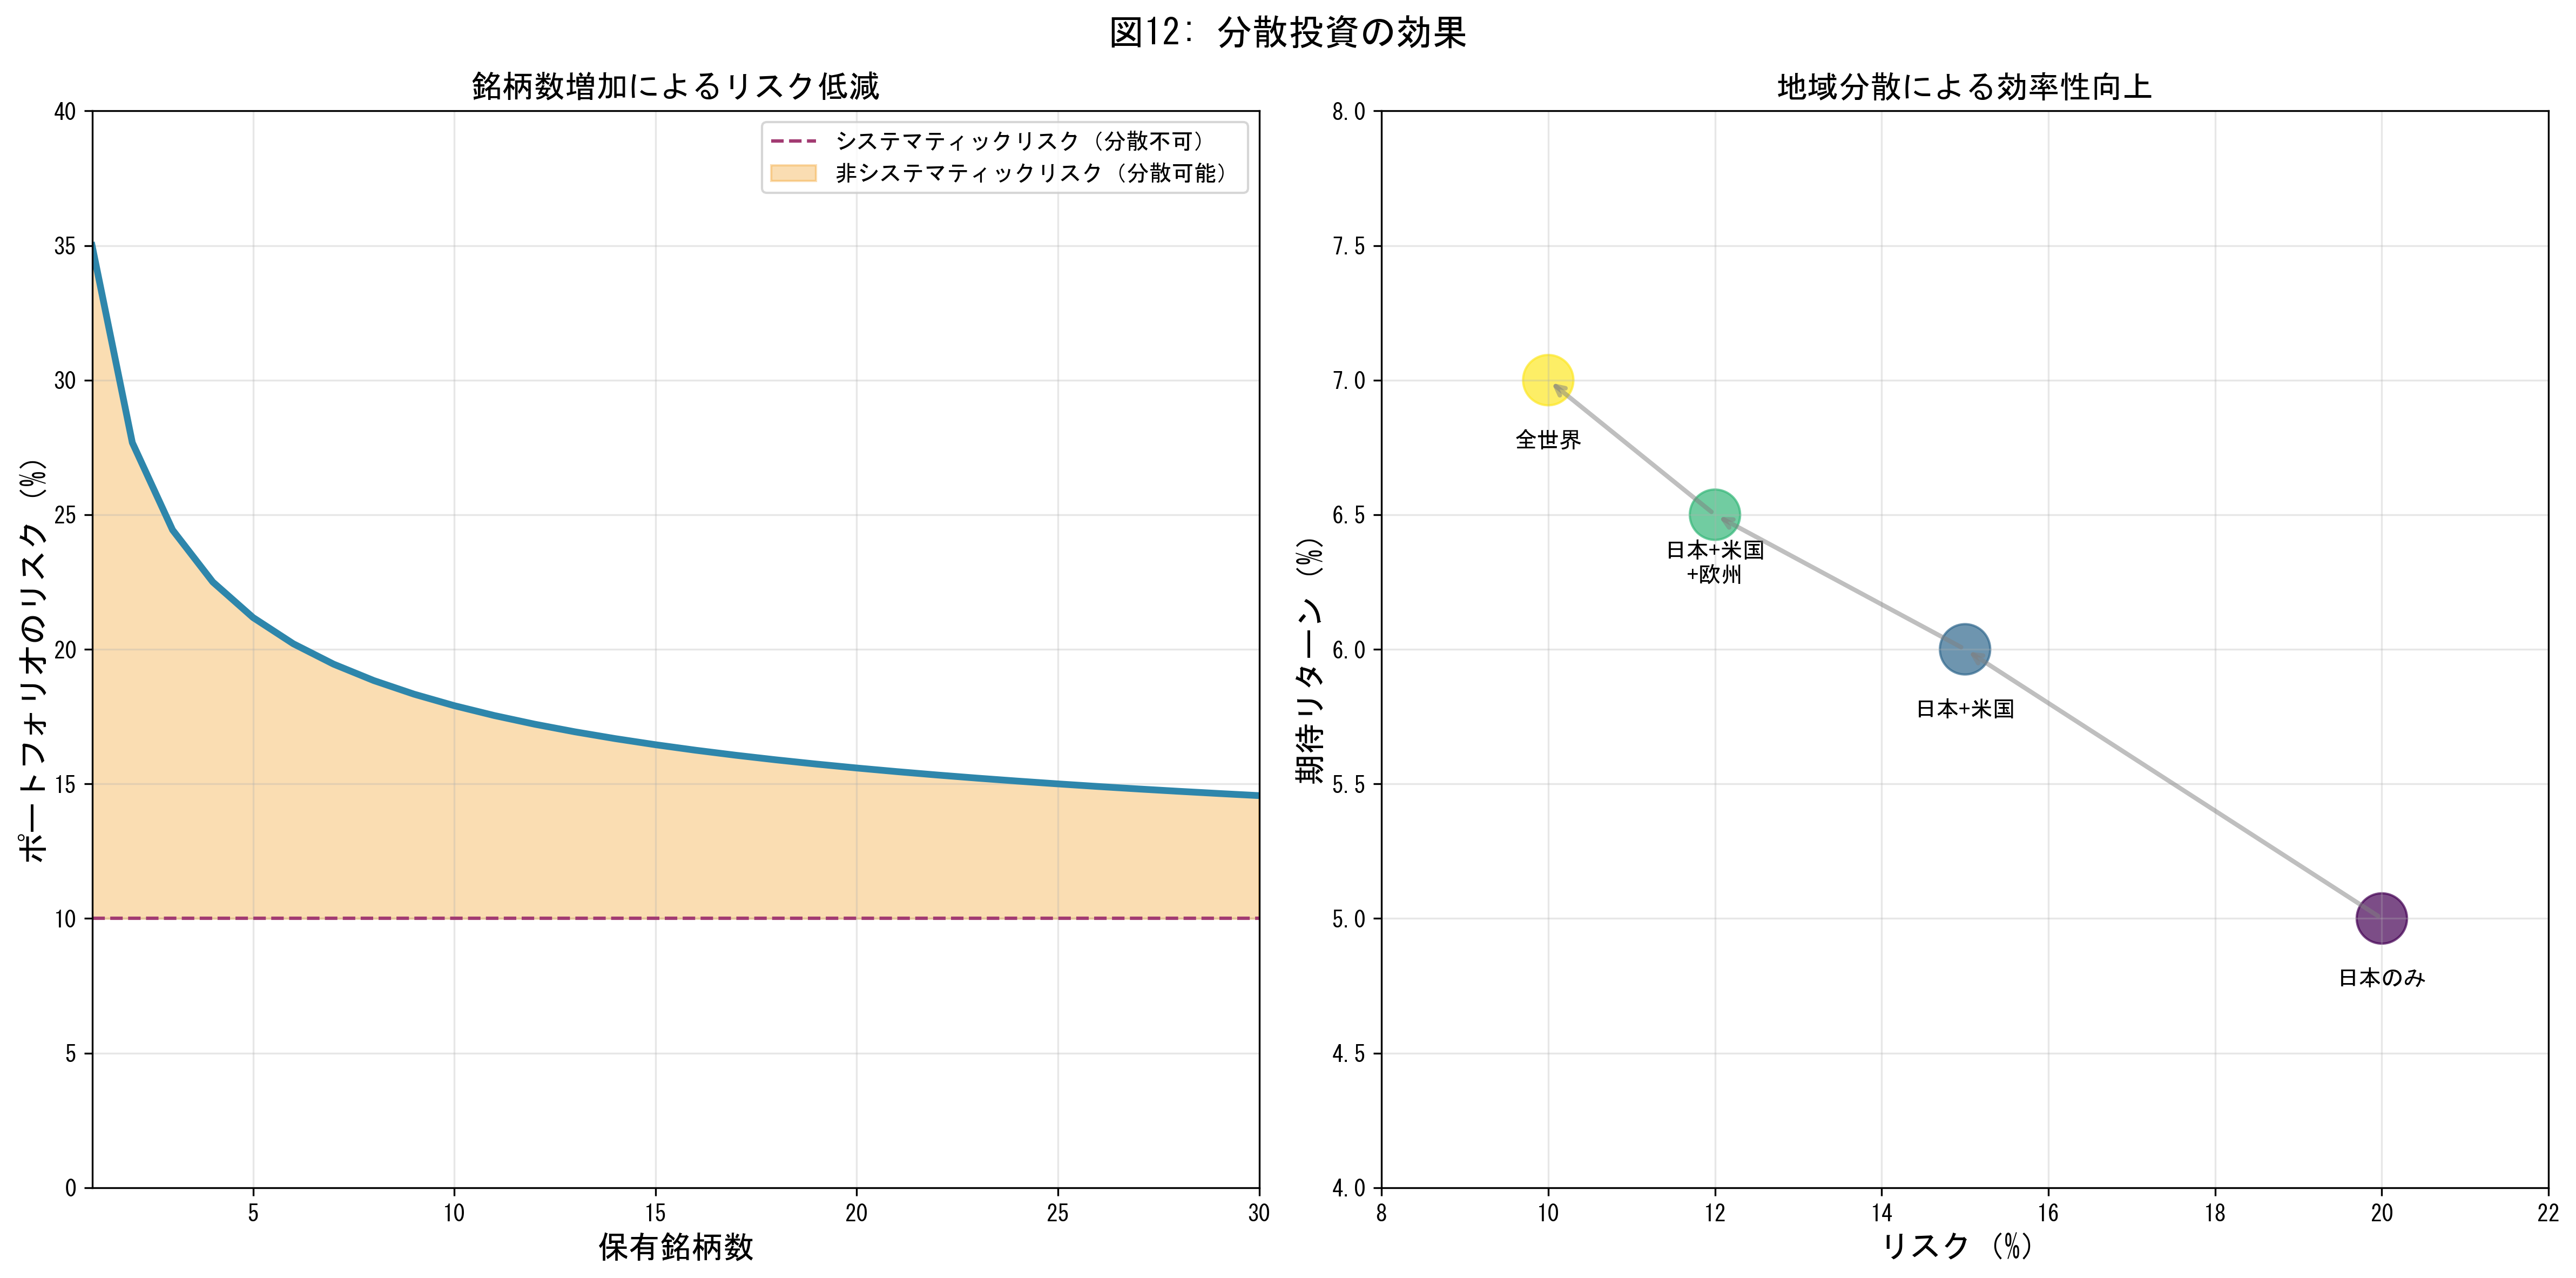 図12: 分散投資の効果
銘柄数増加によるリスク低減
40
35
30
25
20
15
10
5
0
ポートフォリオのリスク (%)
システマティックリスク (分散不可)
非システマティックリスク (分散可能)
5
10
15
20
25
30
保有銘柄数
地域分散による効率性向上
8.0
7.5
7.0
6.5
6.0
5.5
5.0
4.5
4.0
期待リターン (%)
全世界
日本+米国
+欧州
日本+米国
日本のみ
8
10
12
14
16
18
20
22
リスク (%)